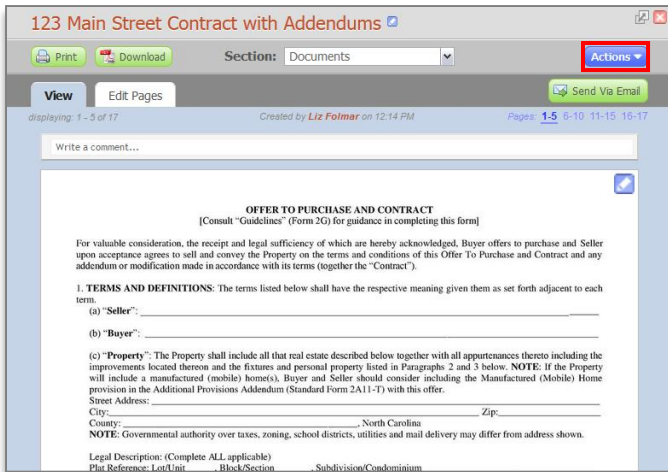 123 Main Street Contract with Addendums
Print Download Section: Documents Actions
View Edit Pages Send Via Email
displaying: 1 - 5 of 17 Created by Liz Folmar on 12:14 PM Pages: 1-5 6-10 11-15 16-17
Write a comment...
OFFER TO PURCHASE AND CONTRACT
[Consult “Guidelines” (Form 2G) for guidance in completing this form]
For valuable consideration, the receipt and legal sufficiency of which are hereby acknowledged, Buyer offers to purchase and Seller
upon acceptance agrees to sell and convey the Property on the terms and conditions of this Offer To Purchase and Contract and any
addendum or modification made in accordance with its terms (together the “Contract”).
1. TERMS AND DEFINITIONS: The terms listed below shall have the respective meaning given them as set forth adjacent to each
term.
(a) “Seller”:
(b) “Buyer”:
(c) “Property”: The Property shall include all that real estate described below together with all appurtenances thereto including the
improvements located thereon and the fixtures and personal property listed in Paragraphs 2 and 3 below. NOTE: If the Property
will include a manufactured (mobile) home(s), Buyer and Seller should consider including the Manufactured (Mobile) Home
provision in the Additional Provisions Addendum (Standard Form 2A11-T) with this offer.
Street Address:
City: Zip:
County: , North Carolina
NOTE: Governmental authority over taxes, zoning, school districts, utilities and mail delivery may differ from address shown.
Legal Description: (Complete ALL applicable)
Plat Reference: Lot/Unit , Block/Section , Subdivision/Condominium